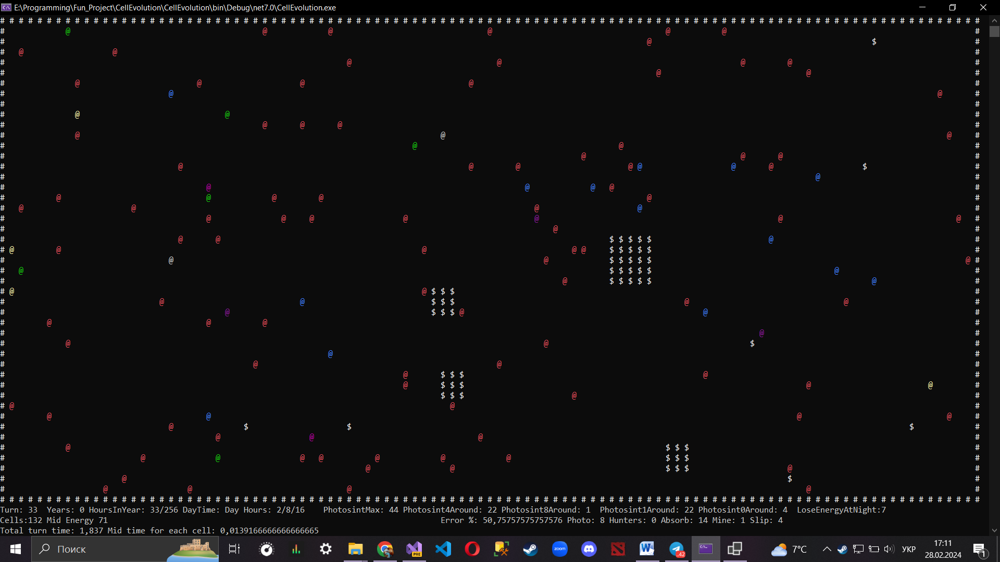 E:\Programming\Fun_Project\CellEvolution\CellEvolution\bin\Debug\net7.0\CellEvolution.exe
Turn: 33 Years: 0 HoursInYear: 33/256 DayTime: Day Hours: 2/8/16 PhotosintMax: 44 Photosint4Around: 22 Photosint8Around: 1 Photosint1Around: 22 Photosint0Around: 4 LoseEnergyAtNight:7
Cells:132 Mid Energy 71 Error %: 50,75757575757576 Photo: 8 Hunters: 0 Absorb: 14 Mine: 1 Slip: 4
Total turn time: 1,837 Mid time for each cell: 0,0139166666666666665
Поиск
PRE
zoom
42
7°C
УКР
17:11
28.02.2024
1